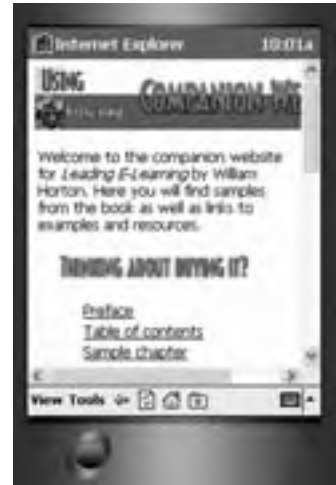 Internet Explorer 10:01a
USING COMPANION WE
Welcome to the companion website
for Leading E-Learning by William
Horton. Here you will find samples
from the book as well as links to
examples and resources.
THINKING ABOUT BUYING IT?
Preface
Table of contents
Sample chapter
View Tools